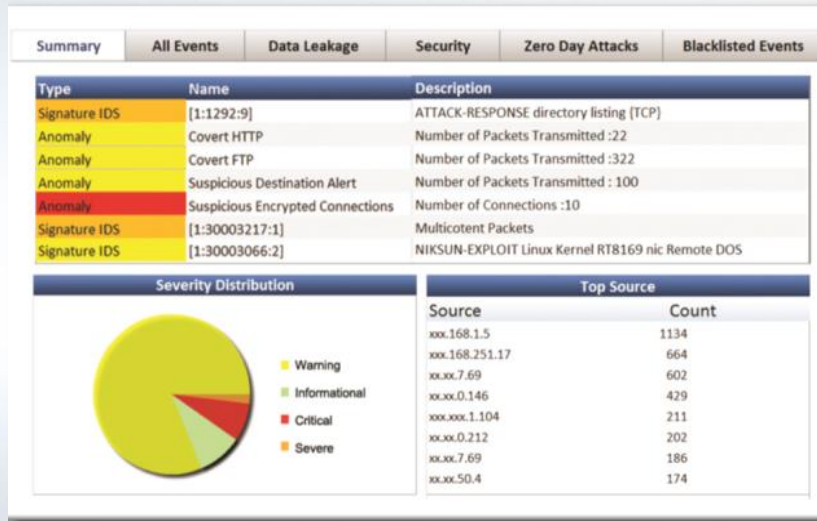 Summary All Events Data Leakage Security Zero Day Attacks Blacklisted Events
Type Name Description
Signature IDS [1:1292:9] ATTACK-RESPONSE directory listing {TCP}
Anomaly Covert HTTP Number of Packets Transmitted :22
Anomaly Covert FTP Number of Packets Transmitted :322
Anomaly Suspicious Destination Alert Number of Packets Transmitted : 100
Anomaly Suspicious Encrypted Connections Number of Connections :10
Signature IDS [1:30003217:1] Multicotent Packets
Signature IDS [1:30003066:2] NIKSUN-EXPLOIT Linux Kernel RT8169 nic Remote DOS
Severity Distribution
Warning
Informational
Critical
Severe
Top Source
Source Count
xxx.168.1.5 1134
xxx.168.251.17 664
xx.xx.7.69 602
xx.xx.0.146 429
xxx.xxx.1.104 211
xx.xx.0.212 202
xx.xx.7.69 186
xx.xx.50.4 174